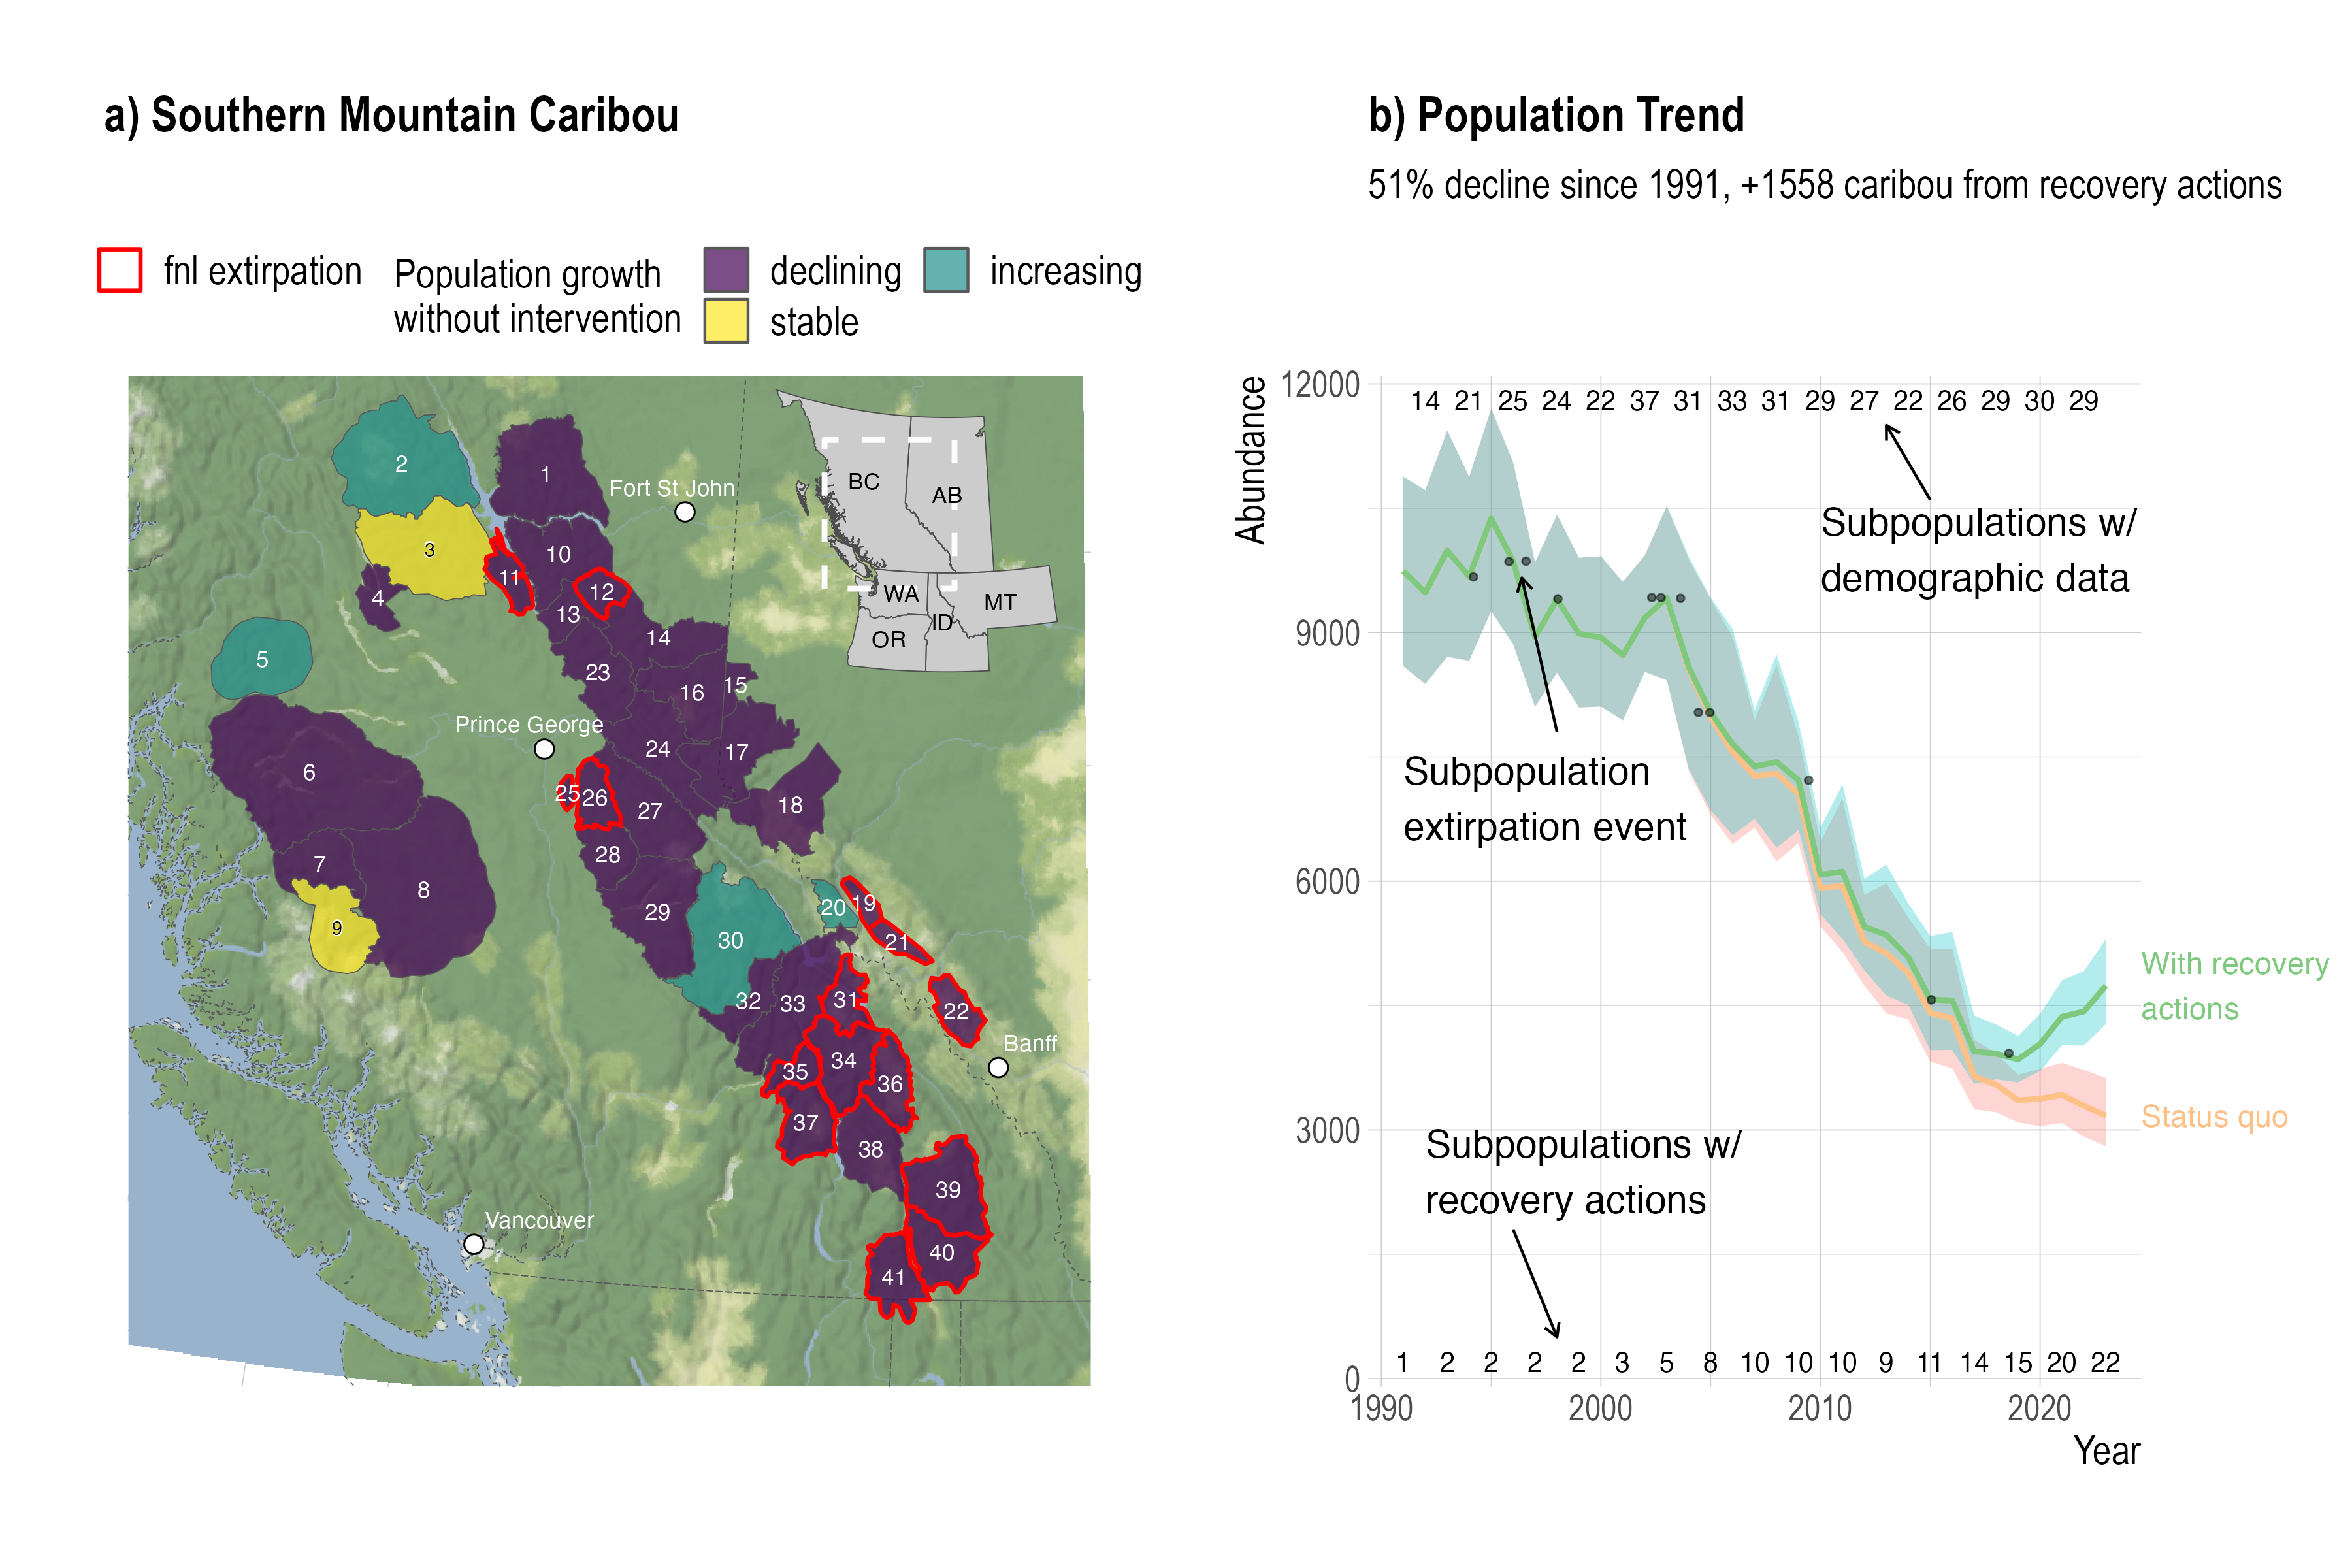 a) Southern Mountain Caribou
fnl extirpation
Population growth
without intervention
declining
increasing
stable
2
1
Fort St John
BC
AB
3
10
11
12
4
13
WA
MT
ID
OR
14
5
23
16
15
Prince George
24
17
6
25
26
27
18
28
7
8
29
20
19
9
30
21
32
33
31
22
Banff
34
35
36
37
38
39
Vancouver
40
41
b) Population Trend
51% decline since 1991, +1558 caribou from recovery actions
Abundance
12000
9000
6000
3000
0
14 21 25 24 22 37 31 33 31 29 27 22 26 29 30 29
Subpopulations w/
demographic data
Subpopulation
extirpation event
With recovery
actions
Status quo
Subpopulations w/
recovery actions
1 2 2 2 2 3 5 8 10 10 10 9 11 14 15 20 22
1990 2000 2010 2020
Year